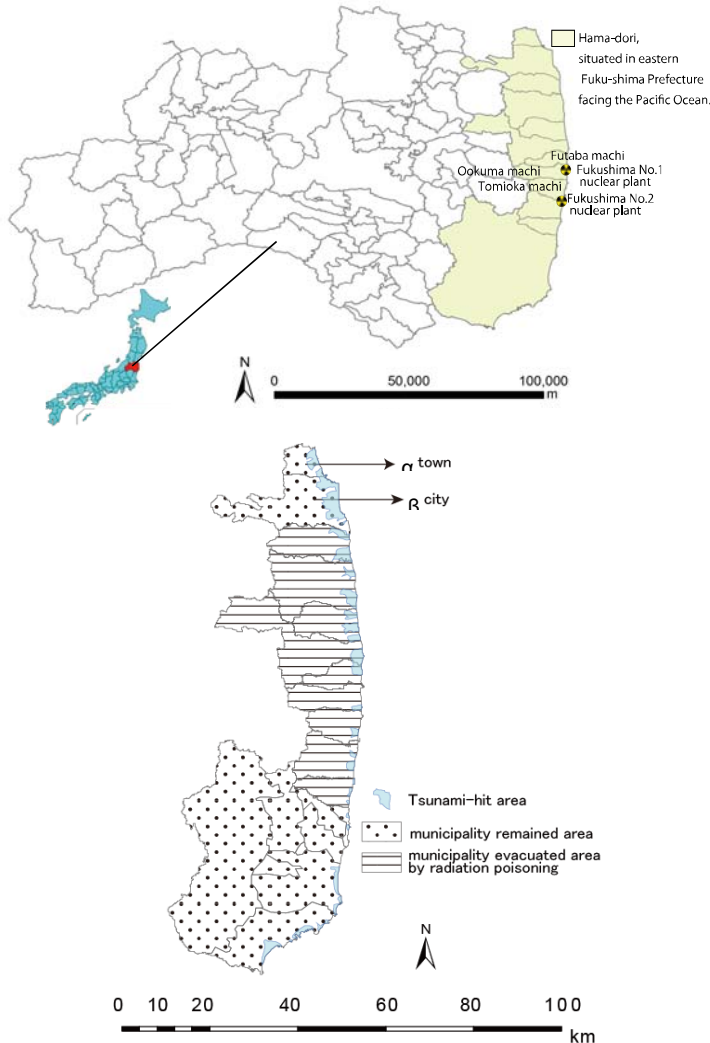 Hama-dori,
situated in eastern
Fuku-shima Prefecture
facing the Pacific Ocean.
Futaba machi
Ookuma machi
Fukushima No.1
nuclear plant
Tomioka machi
Fukushima No.2
nuclear plant
N
0 50,000 100,000
m
α town
β city
Tsunami-hit area
municipality remained area
municipality evacuated area
by radiation poisoning
N
0 10 20 40 60 80 100
km